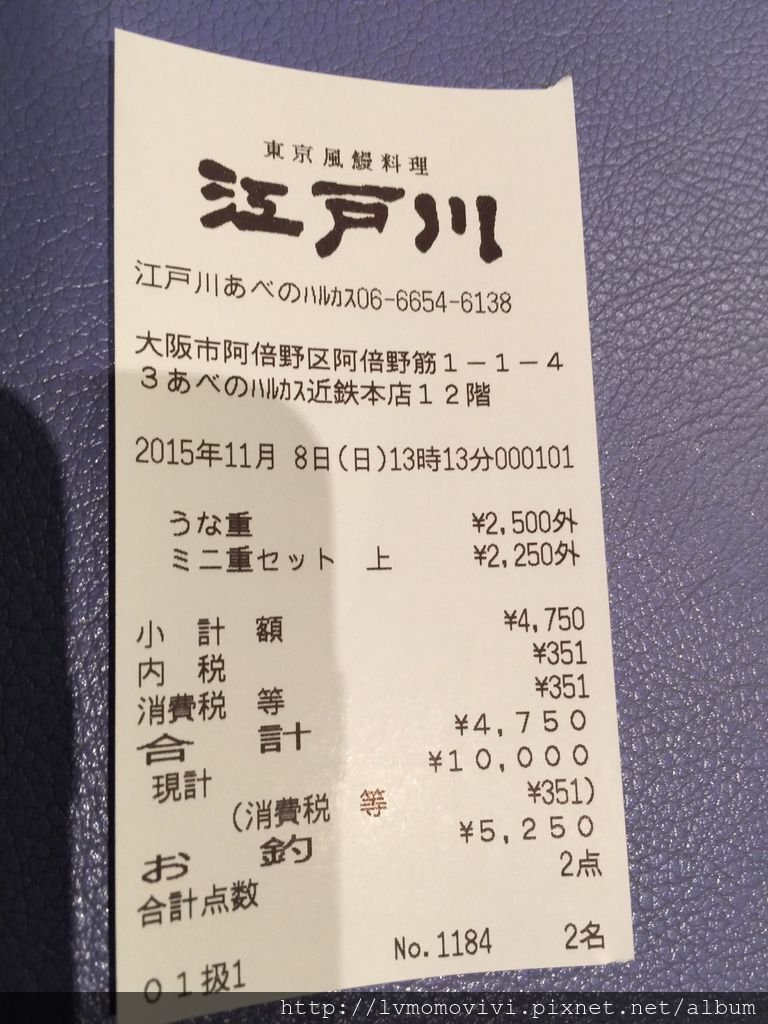 東京風鰻料理
江戸川
江戸川あべのﾊﾙｶｽ06-6654-6138
大阪市阿倍野区阿倍野筋１－１－４
３あべのﾊﾙｶｽ近鉄本店１２階
2015年11月 8日(日)13時13分000101
うな重 ¥2,500外
ミニ重セット　上 ¥2,250外
小　計　額 ¥4,750
内　税 ¥351
消費税　等 ¥351
合　　計 ¥４,７５０
現計 ¥１０,０００
(消費税　等 ¥351)
お　　釣 ¥５,２５０
合計点数 2点
No.1184 2名
０１扱1
http://lvmomovivi.pixnet.net/album